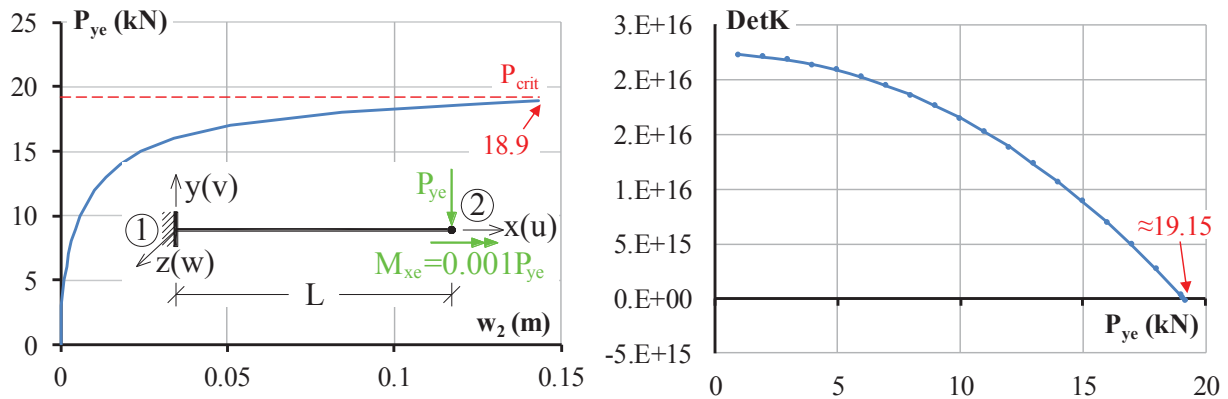 P_ye (kN)
25
20
15
10
5
0
P_crit
18.9
y(v)
P_ye
①
②
x(u)
z(w)
M_xe=0.001P_ye
L
w_2 (m)
0
0.05
0.1
0.15
DetK
3.E+16
2.E+16
2.E+16
1.E+16
5.E+15
0.E+00
-5.E+15
≈19.15
P_ye (kN)
0
5
10
15
20